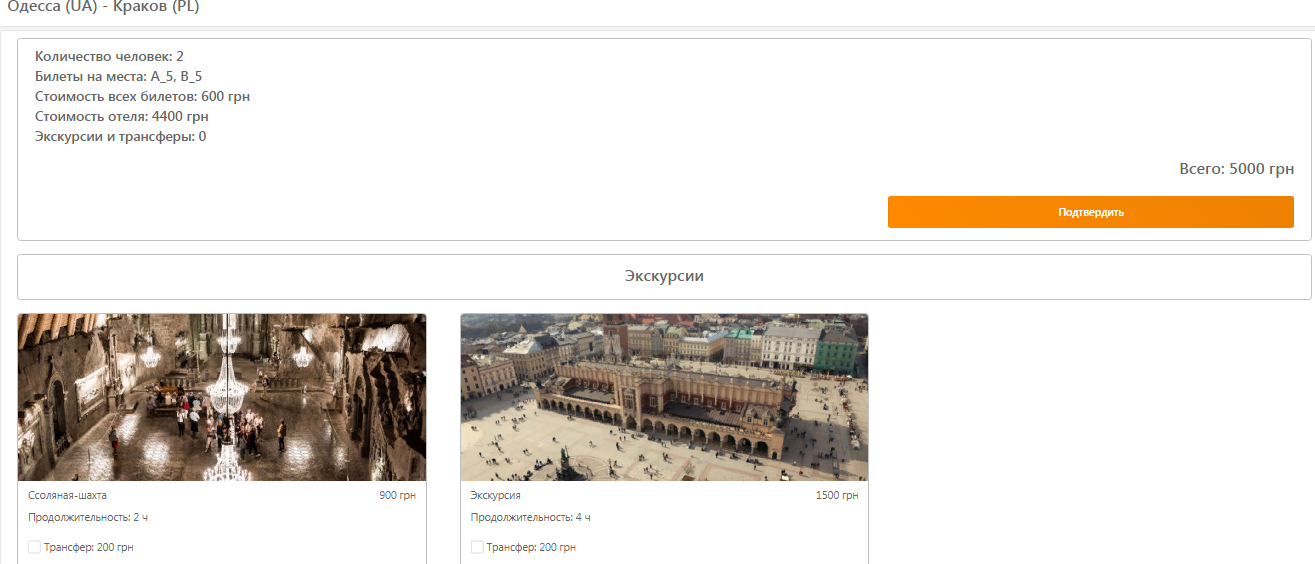 Одесса (UA) - Краков (PL)
Количество человек: 2
Билеты на места: A_5, B_5
Стоимость всех билетов: 600 грн
Стоимость отеля: 4400 грн
Экскурсии и трансферы: 0
Всего: 5000 грн
Подтвердить
Экскурсии
Ссоляная-шахта 900 грн
Продолжительность: 2 ч
Трансфер: 200 грн
Экскурсия 1500 грн
Продолжительность: 4 ч
Трансфер: 200 грн